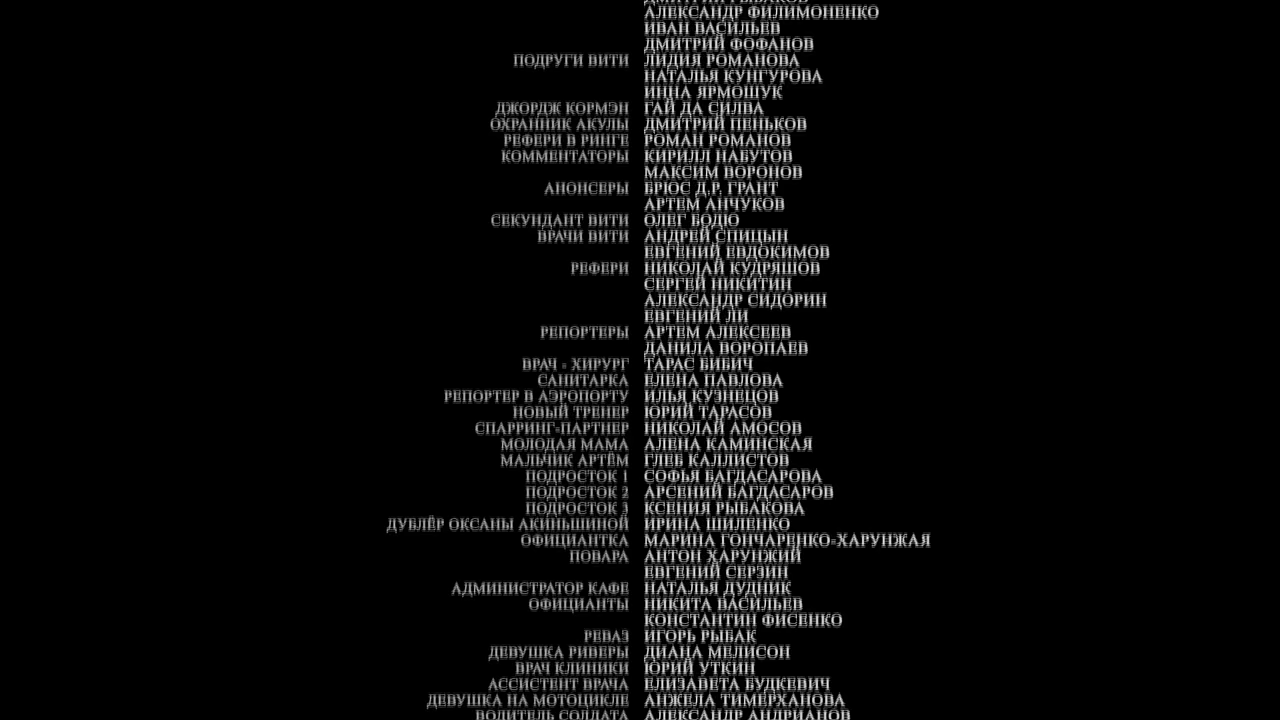 ДМИТРИЙ РЫБАКОВ
АЛЕКСАНДР ФИЛИМОНЕНКО
ИВАН ВАСИЛЬЕВ
ДМИТРИЙ ФОФАНОВ
ПОДРУГИ ВИТИ ЛИДИЯ РОМАНОВА
НАТАЛЬЯ КУНГУРОВА
ИННА ЯРМОШУК
ДЖОРДЖ КОРМЭН ГАЙ ДА СИЛВА
ОХРАННИК АКУЛЫ ДМИТРИЙ ПЕНЬКОВ
РЕФЕРИ В РИНГЕ РОМАН РОМАНОВ
КОММЕНТАТОРЫ КИРИЛЛ НАБУТОВ
МАКСИМ ВОРОНОВ
АНОНСЕРЫ БРЮС Д.Р. ГРАНТ
АРТЕМ АНЧУКОВ
СЕКУНДАНТ ВИТИ ОЛЕГ БОДЮ
ВРАЧИ ВИТИ АНДРЕЙ СПИЦЫН
ЕВГЕНИЙ ЕВДОКИМОВ
РЕФЕРИ НИКОЛАЙ КУДРЯШОВ
СЕРГЕЙ НИКИТИН
АЛЕКСАНДР СИДОРИН
ЕВГЕНИЙ ЛИ
РЕПОРТЕРЫ АРТЕМ АЛЕКСЕЕВ
ДАНИЛА ВОРОПАЕВ
ВРАЧ - ХИРУРГ ТАРАС БИБИЧ
САНИТАРКА ЕЛЕНА ПАВЛОВА
РЕПОРТЕР В АЭРОПОРТУ ИЛЬЯ КУЗНЕЦОВ
НОВЫЙ ТРЕНЕР ЮРИЙ ТАРАСОВ
СПАРРИНГ-ПАРТНЕР НИКОЛАЙ АМОСОВ
МОЛОДАЯ МАМА АЛЕНА КАМИНСКАЯ
МАЛЬЧИК АРТЁМ ГЛЕБ КАЛЛИСТОВ
ПОДРОСТОК 1 СОФЬЯ БАГДАСАРОВА
ПОДРОСТОК 2 АРСЕНИЙ БАГДАСАРОВ
ПОДРОСТОК 3 КСЕНИЯ РЫБАКОВА
ДУБЛЁР ОКСАНЫ АКИНЬШИНОЙ ИРИНА ШИЛЕНКО
ОФИЦИАНТКА МАРИНА ГОНЧАРЕНКО-ХАРУНЖАЯ
ПОВАРА АНТОН ХАРУНЖИЙ
ЕВГЕНИЙ СЕРЗИН
АДМИНИСТРАТОР КАФЕ НАТАЛЬЯ ДУДНИК
ОФИЦИАНТЫ НИКИТА ВАСИЛЬЕВ
КОНСТАНТИН ФИСЕНКО
РЕВАЗ ИГОРЬ РЫБАК
ДЕВУШКА РИВЕРЫ ДИАНА МЕЛИСОН
ВРАЧ КЛИНИКИ ЮРИЙ УТКИН
АССИСТЕНТ ВРАЧА ЕЛИЗАВЕТА БУДКЕВИЧ
ДЕВУШКА НА МОТОЦИКЛЕ АНЖЕЛА ТИМЕРХАНОВА
ВОДИТЕЛЬ СОЛДАТА АЛЕКСАНДР АНДРИАНОВ